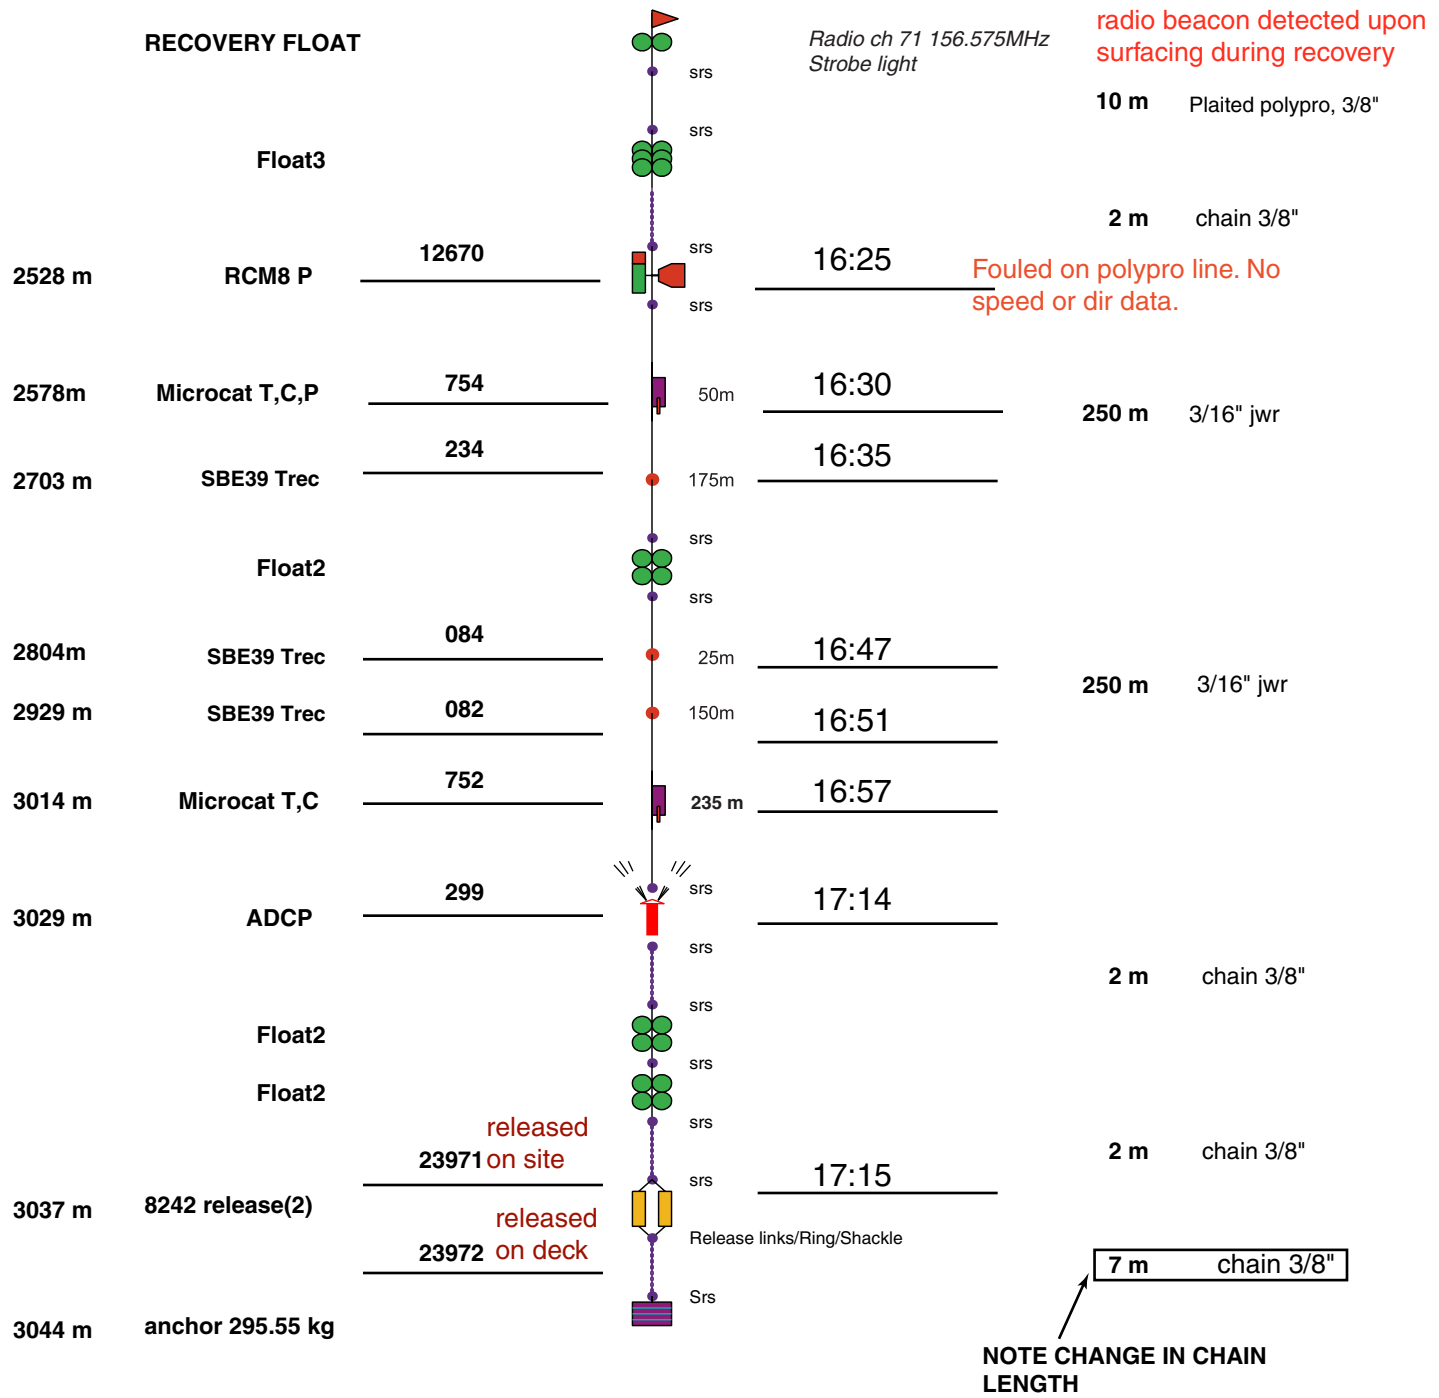 RECOVERY FLOAT
Radio ch 71 156.575MHz
Strobe light
radio beacon detected upon
surfacing during recovery
srs
10 m Plaited polypro, 3/8"
srs
Float3
2 m chain 3/8"
srs
2528 m RCM8 P 12670 16:25
Fouled on polypro line. No
speed or dir data.
srs
2578m Microcat T,C,P 754 50m 16:30
250 m 3/16" jwr
2703 m SBE39 Trec 234 175m 16:35
srs
Float2
srs
2804m SBE39 Trec 084 25m 16:47
250 m 3/16" jwr
2929 m SBE39 Trec 082 150m 16:51
3014 m Microcat T,C 752 235 m 16:57
srs
3029 m ADCP 299 17:14
srs
2 m chain 3/8"
srs
Float2
srs
Float2
srs
released
23971 on site
2 m chain 3/8"
srs
17:15
3037 m 8242 release(2)
released
23972 on deck
Release links/Ring/Shackle
7 m chain 3/8"
Srs
3044 m anchor 295.55 kg
NOTE CHANGE IN CHAIN
LENGTH